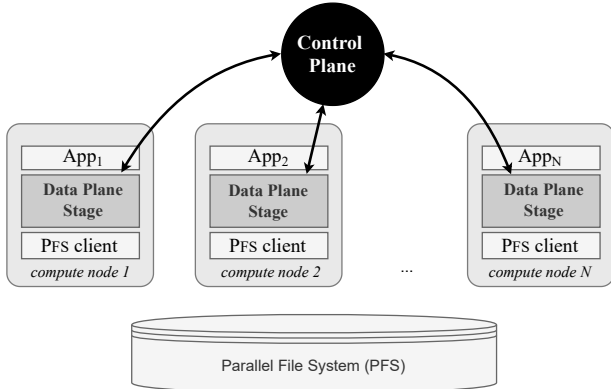 Control
Plane
App1
Data Plane
Stage
PFS client
compute node 1
App2
Data Plane
Stage
PFS client
compute node 2
...
AppN
Data Plane
Stage
PFS client
compute node N
Parallel File System (PFS)